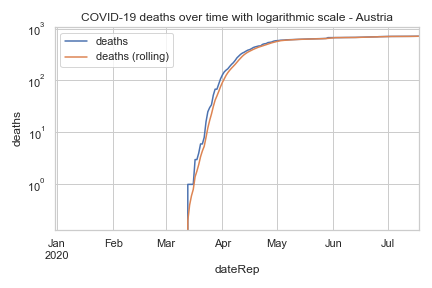 COVID-19 deaths over time with logarithmic scale - Austria
10³
deaths
deaths (rolling)
10²
10¹
10⁰
deaths
Jan Feb Mar Apr May Jun Jul
2020
dateRep